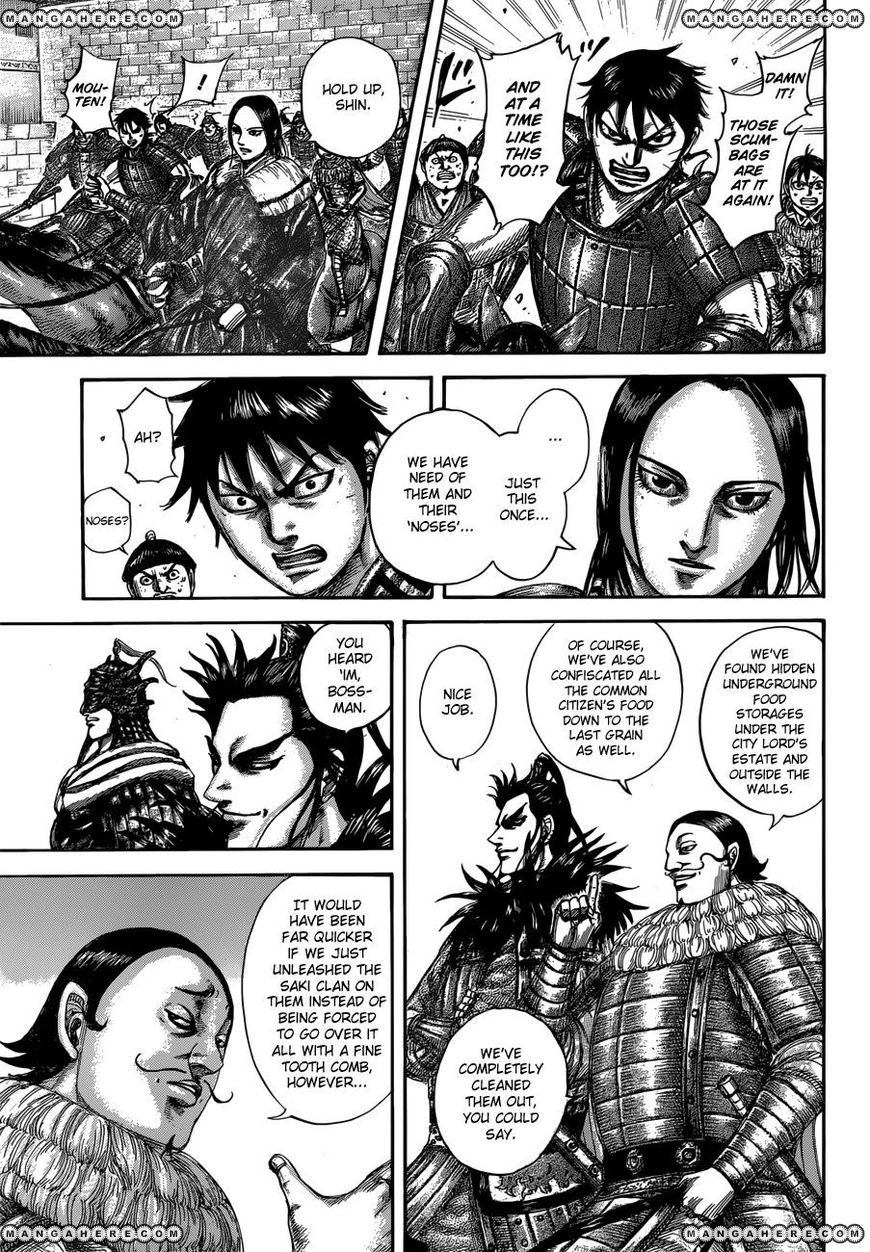 MANGAHERE.COM
MANGAHERE.COM
DAMN
IT!
THOSE
SCUM-
BAGS
ARE
AT IT
AGAIN!
AND
AT A
TIME
LIKE
THIS
TOO!?
HOLD UP,
SHIN.
!
MOU-
TEN!
...
JUST
THIS
ONCE...
WE HAVE
NEED OF
THEM AND
THEIR
'NOSES'...
AH?
NOSES?
WE'VE
FOUND HIDDEN
UNDERGROUND
FOOD
STORAGES
UNDER THE
CITY LORD'S
ESTATE AND
OUTSIDE THE
WALLS.
OF COURSE,
WE'VE ALSO
CONFISCATED ALL
THE COMMON
CITIZEN'S FOOD
DOWN TO THE
LAST GRAIN
AS WELL.
NICE
JOB.
WE'VE
COMPLETELY
CLEANED
THEM OUT,
YOU COULD
SAY.
YOU
HEARD
'IM,
BOSS-
MAN.
IT WOULD
HAVE BEEN
FAR QUICKER
IF WE JUST
UNLEASHED THE
SAKI CLAN ON
THEM INSTEAD OF
BEING FORCED
TO GO OVER IT
ALL WITH A FINE
TOOTH COMB,
HOWEVER...
MANGAHERE.COM
MANGAHERE.COM